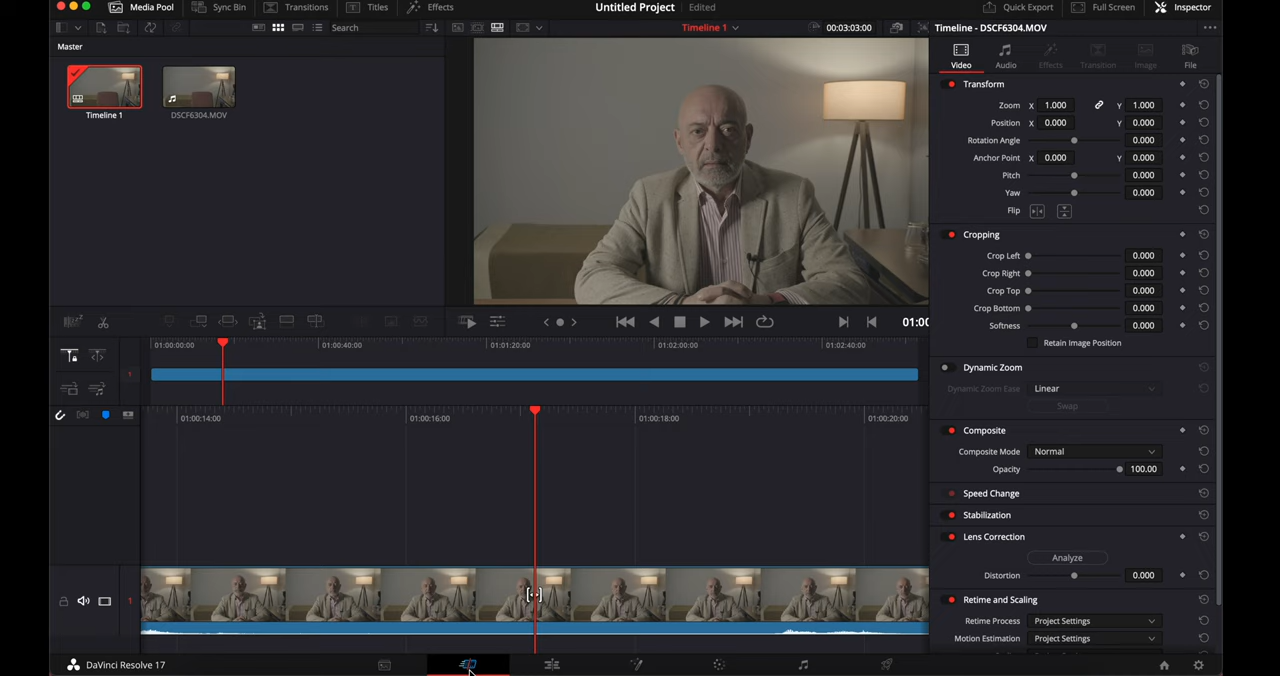 Media Pool
Sync Bin
Transitions
Titles
Effects
Untitled Project
Edited
Quick Export
Full Screen
Inspector
Search
Timeline 1
00:03:03:00
Timeline - DSCF6304.MOV
Master
Video
Audio
Effects
Transition
Image
File
Timeline 1
DSCF6304.MOV
Transform
Zoom X 1.000 Y 1.000
Position X 0.000 Y 0.000
Rotation Angle 0.000
Anchor Point X 0.000 Y 0.000
Pitch 0.000
Yaw 0.000
Flip
Cropping
Crop Left 0.000
Crop Right 0.000
Crop Top 0.000
Crop Bottom 0.000
Softness 0.000
Retain Image Position
Dynamic Zoom
Dynamic Zoom Ease Linear
Swap
Composite
Composite Mode Normal
Opacity 100.00
Speed Change
Stabilization
Lens Correction
Analyze
Distortion 0.000
Retime and Scaling
Retime Process Project Settings
Motion Estimation Project Settings
01:00
01:00:00:00
01:00:40:00
01:01:20:00
01:02:00:00
01:02:40:00
1
01:00:14:00
01:00:16:00
01:00:18:00
01:00:20:00
1
DaVinci Resolve 17